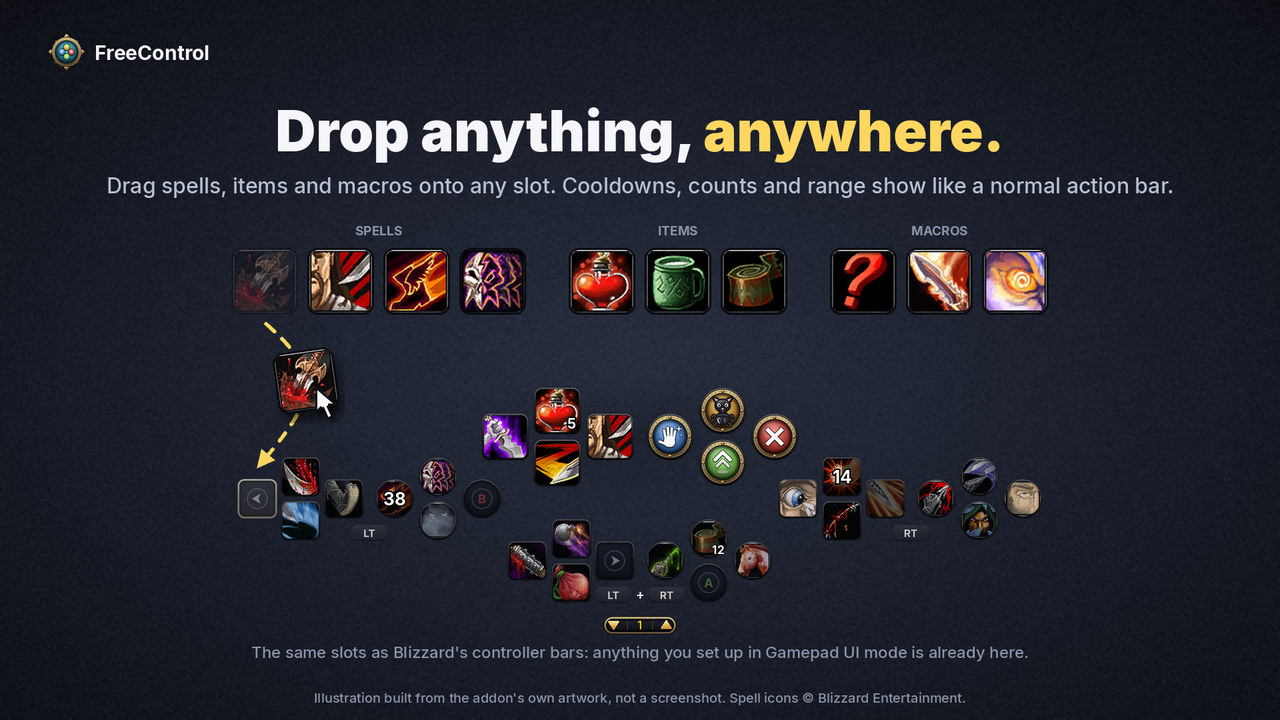 FreeControl
Drop anything, anywhere.
Drag spells, items and macros onto any slot. Cooldowns, counts and range show like a normal action bar.
SPELLS ITEMS MACROS
5
38 B
14
LT
RT
12
A
LT + RT
1
The same slots as Blizzard's controller bars: anything you set up in Gamepad UI mode is already here.
Illustration built from the addon's own artwork, not a screenshot. Spell icons © Blizzard Entertainment.